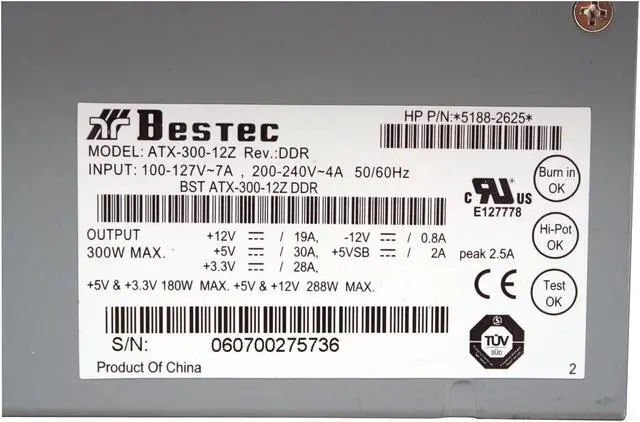 BESTEC
HP P/N:*5188-2625*
MODEL: ATX-300-12Z Rev.:DDR
INPUT: 100-127V~7A , 200-240V~4A 50/60Hz
BST ATX-300-12Z DDR
Burn in
OK
c RU US
E127778
Hi-Pot
OK
OUTPUT +12V / 19A, -12V / 0.8A
300W MAX. +5V / 30A, +5VSB / 2A peak 2.5A
+3.3V / 28A,
+5V & +3.3V 180W MAX. +5V & +12V 288W MAX.
CE
Test
OK
S/N: 060700275736
TÜV
SÜD
Product Of China
2